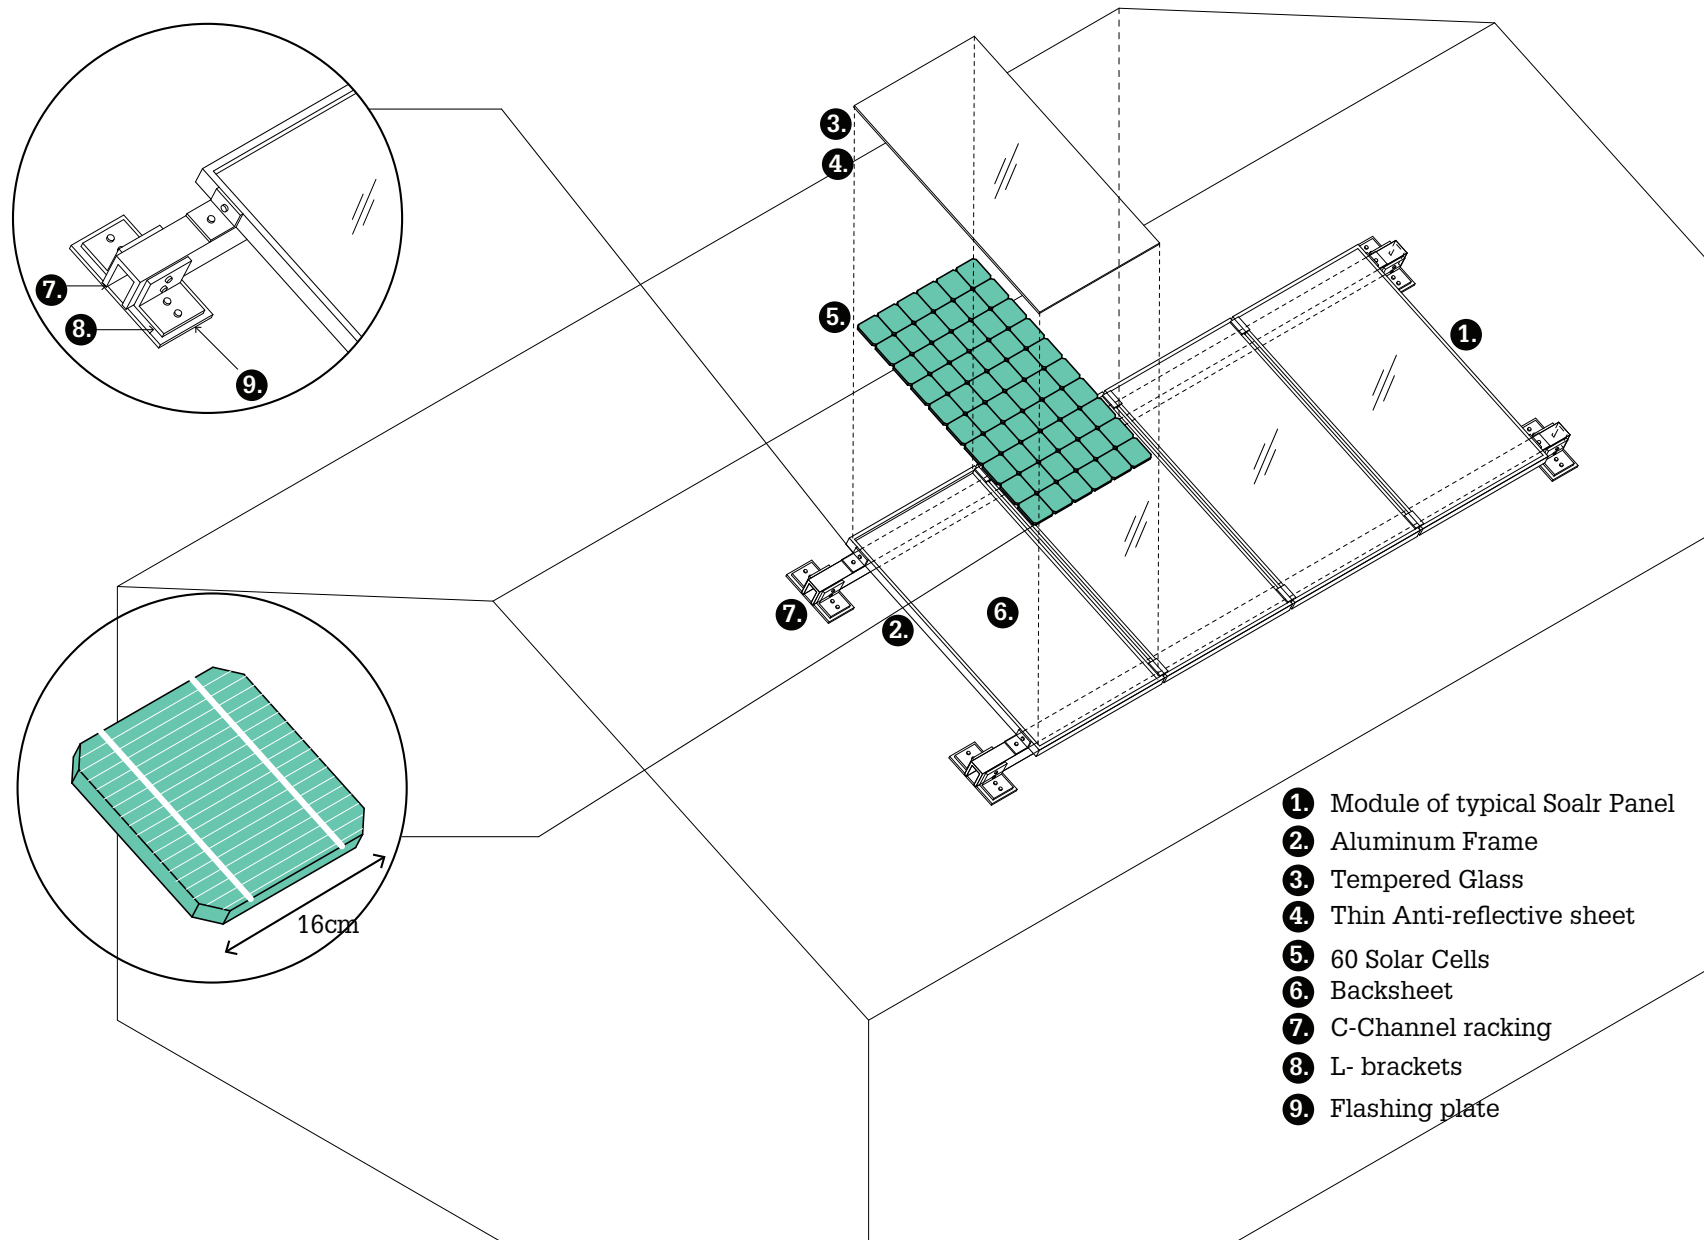 3.
4.
5.
7.
8.
9.
1.
7.
2.
6.
16cm
1. Module of typical Soalr Panel
2. Aluminum Frame
3. Tempered Glass
4. Thin Anti-reflective sheet
5. 60 Solar Cells
6. Backsheet
7. C-Channel racking
8. L- brackets
9. Flashing plate